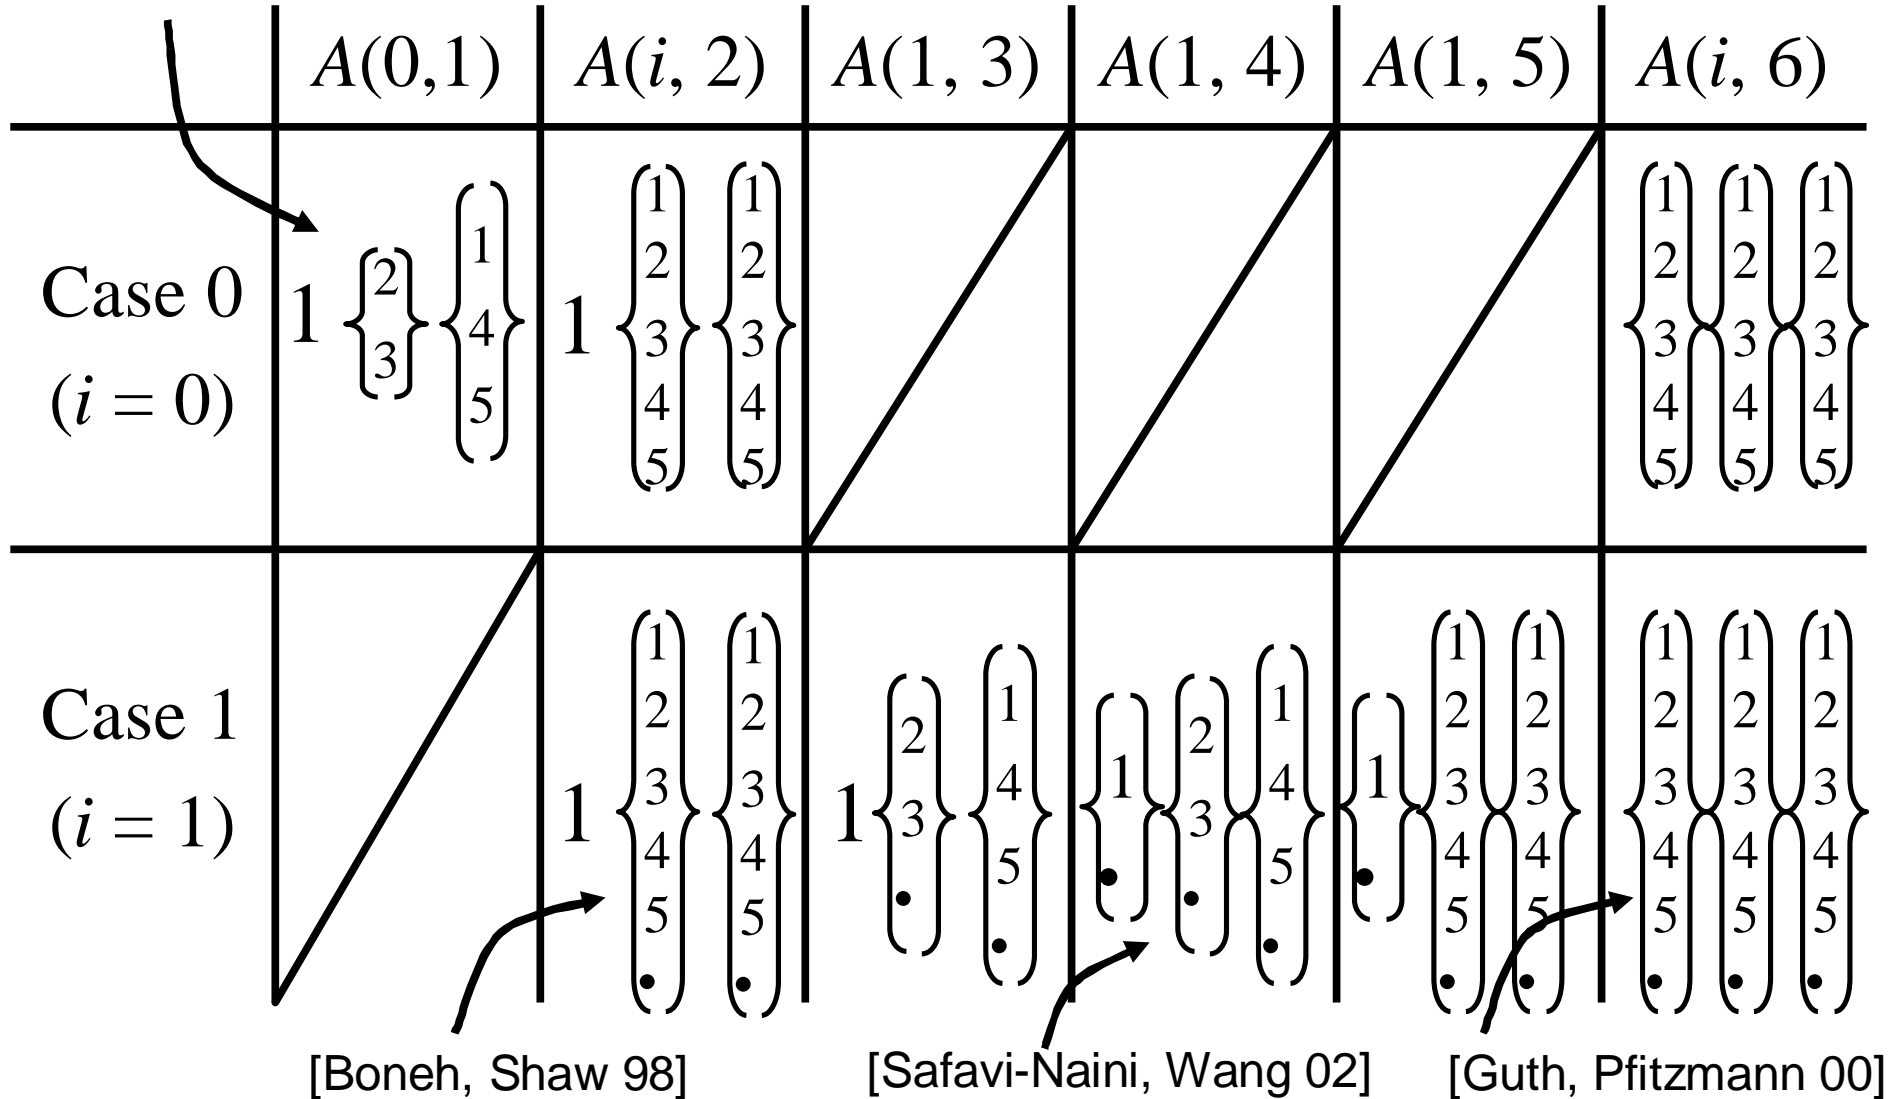 A(0,1) A(i, 2) A(1, 3) A(1, 4) A(1, 5) A(i, 6)
Case 0
(i = 0)
1 { 2 3 } { 1 4 5 }
1 { 1 2 3 4 5 } { 1 2 3 4 5 }
{ 1 2 3 4 5 } { 1 2 3 4 5 } { 1 2 3 4 5 }
Case 1
(i = 1)
1 { 1 2 3 4 5 • } { 1 2 3 4 5 • }
1 { 2 3 • } { 1 4 5 • }
{ 1 • } { 2 3 • } { 1 4 5 • }
{ 1 • } { 1 2 3 4 5 • } { 1 2 3 4 5 • }
{ 1 2 3 4 5 • } { 1 2 3 4 5 • } { 1 2 3 4 5 • }
[Boneh, Shaw 98] [Safavi-Naini, Wang 02] [Guth, Pfitzmann 00]